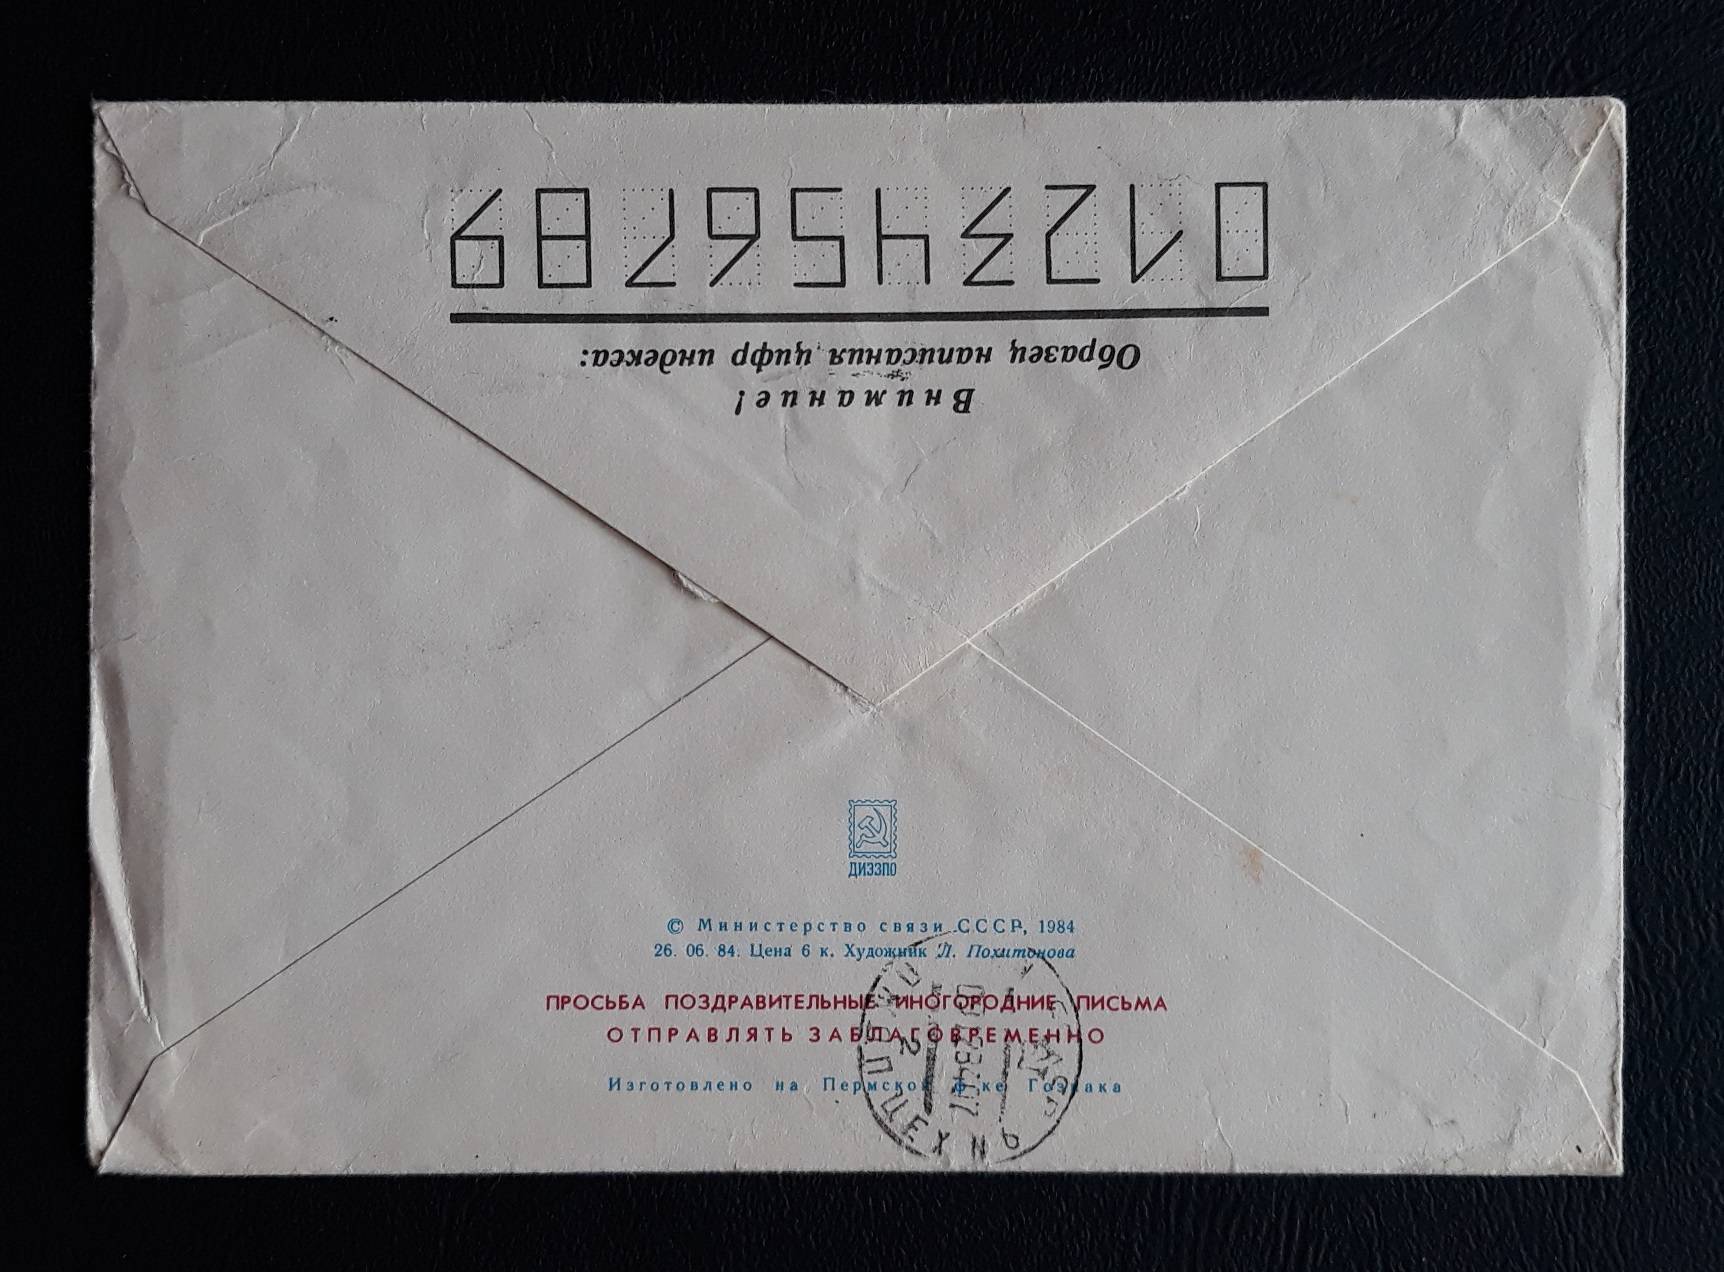 Внимание!
Образец написания цифр индекса:
0123456789
ДИЭЗПО
© Министерство связи СССР, 1984
26. 06. 84. Цена 6 к. Художник Л. Похитонова
ПРОСЬБА ПОЗДРАВИТЕЛЬНЫЕ ИНОГОРОДНИЕ ПИСЬМА
ОТПРАВЛЯТЬ ЗАБЛАГОВРЕМЕННО
Изготовлено на Пермской ф-ке Гознака